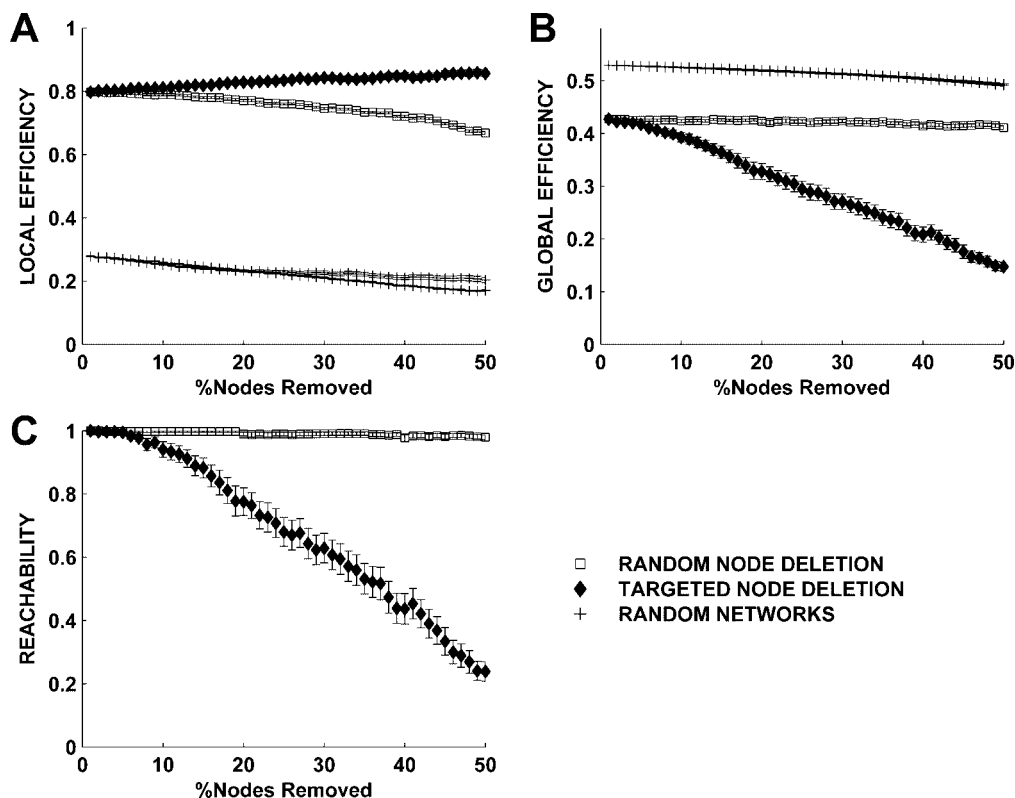 A
LOCAL EFFICIENCY
1
0.8
0.6
0.4
0.2
0
0 10 20 30 40 50
%Nodes Removed
B
GLOBAL EFFICIENCY
0.5
0.4
0.3
0.2
0.1
0
0 10 20 30 40 50
%Nodes Removed
C
REACHABILITY
1
0.8
0.6
0.4
0.2
0
0 10 20 30 40 50
%Nodes Removed
RANDOM NODE DELETION
TARGETED NODE DELETION
RANDOM NETWORKS